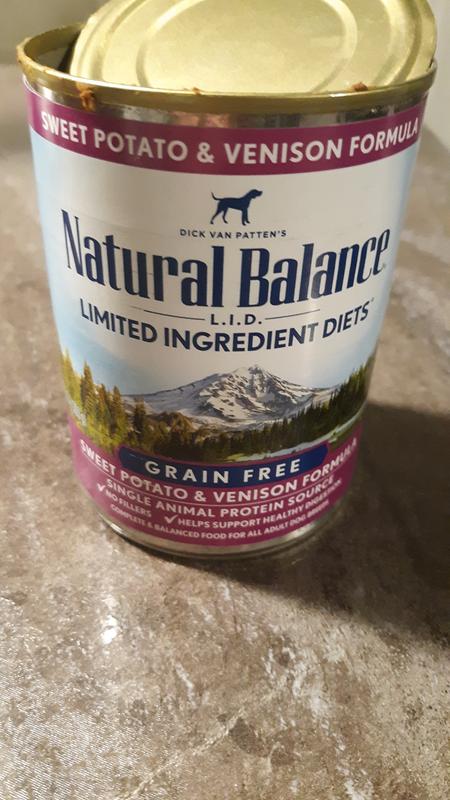 SWEET POTATO & VENISON FORMULA
DICK VAN PATTEN'S
Natural Balance
L.I.D.
LIMITED INGREDIENT DIETS®
GRAIN FREE
SWEET POTATO & VENISON FORMULA
SINGLE ANIMAL PROTEIN SOURCE
✓NO FILLERS ✓HELPS SUPPORT HEALTHY DIGESTION
COMPLETE & BALANCED FOOD FOR ALL ADULT DOG BREEDS